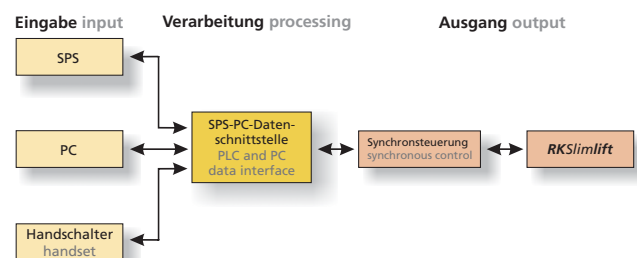 Eingabe input
Verarbeitung processing
Ausgang output
SPS
PC
Handschalter
handset
SPS-PC-Daten-
schnittstelle
PLC and PC
data interface
Synchronsteuerung
synchronous control
RKSlimlift